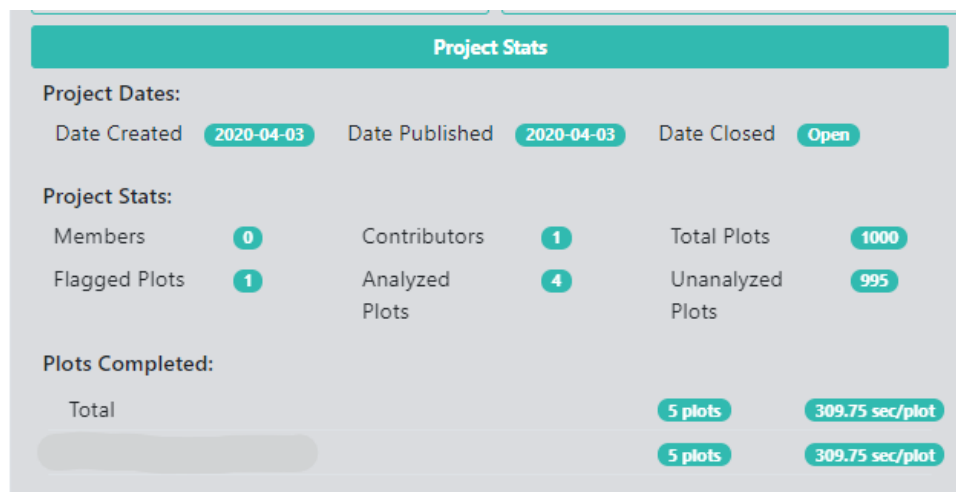 Project Stats
Project Dates:
Date Created 2020-04-03 Date Published 2020-04-03 Date Closed Open
Project Stats:
Members 0 Contributors 1 Total Plots 1000
Flagged Plots 1 Analyzed Plots 4 Unanalyzed Plots 995
Plots Completed:
Total 5 plots 309.75 sec/plot
5 plots 309.75 sec/plot